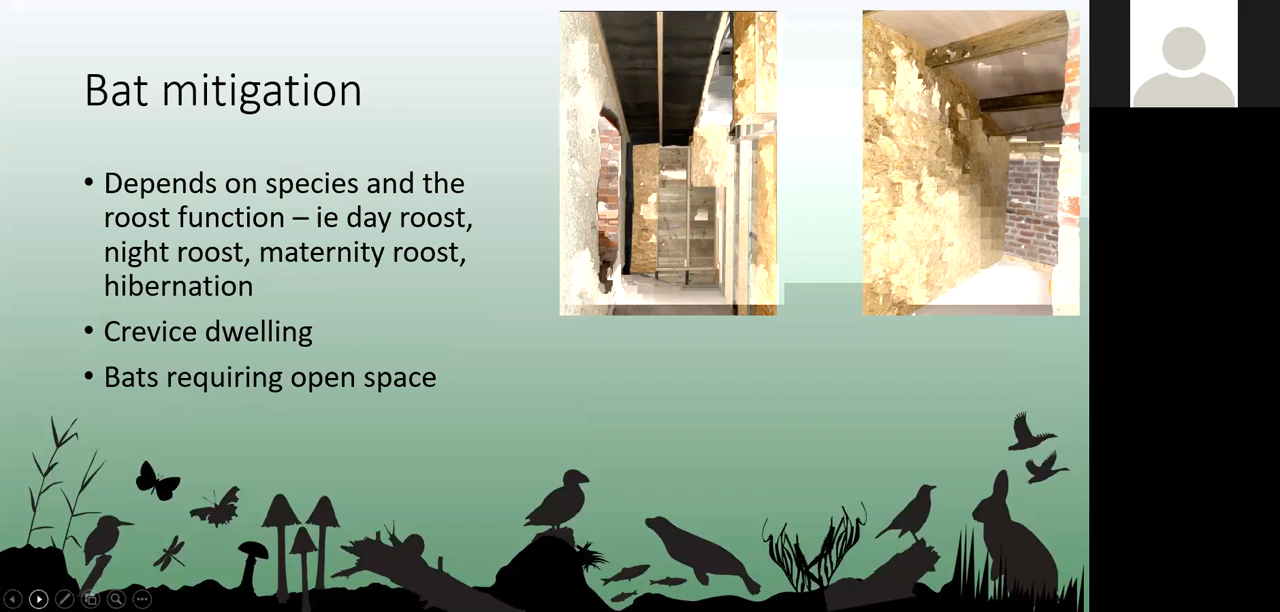 Bat mitigation
• Depends on species and the
roost function – ie day roost,
night roost, maternity roost,
hibernation
• Crevice dwelling
• Bats requiring open space